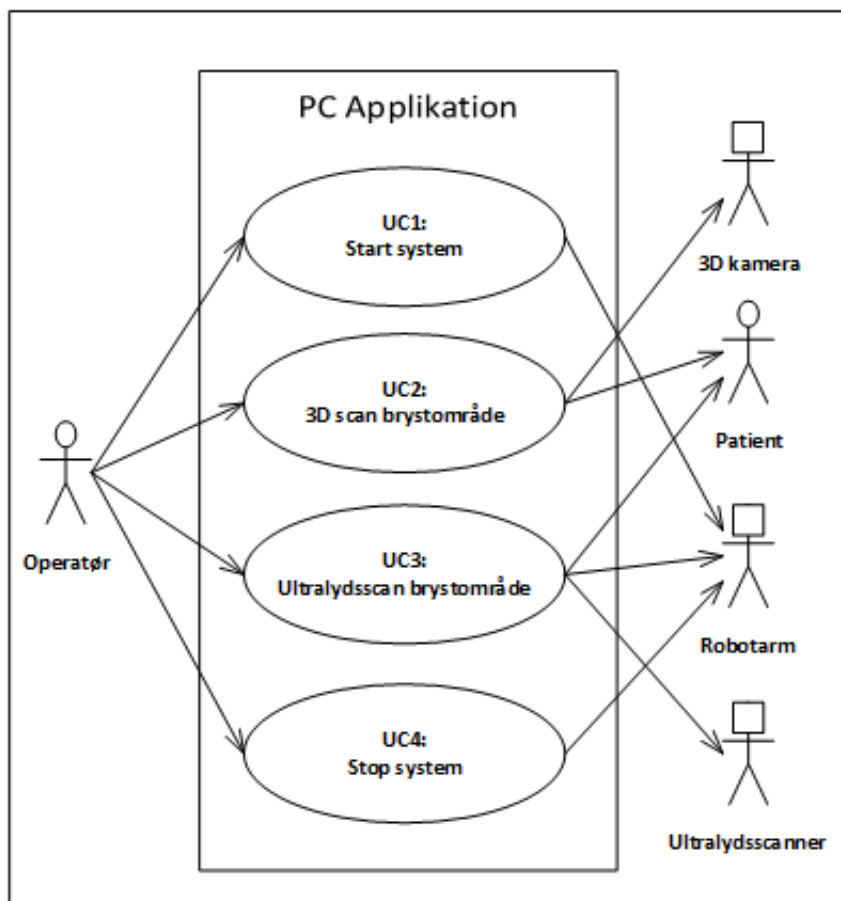 PC Applikation
UC1:
Start system
3D kamera
UC2:
3D scan brystområde
Patient
Operatør
UC3:
Ultralydsscan brystområde
Robotarm
UC4:
Stop system
Ultralydsscanner